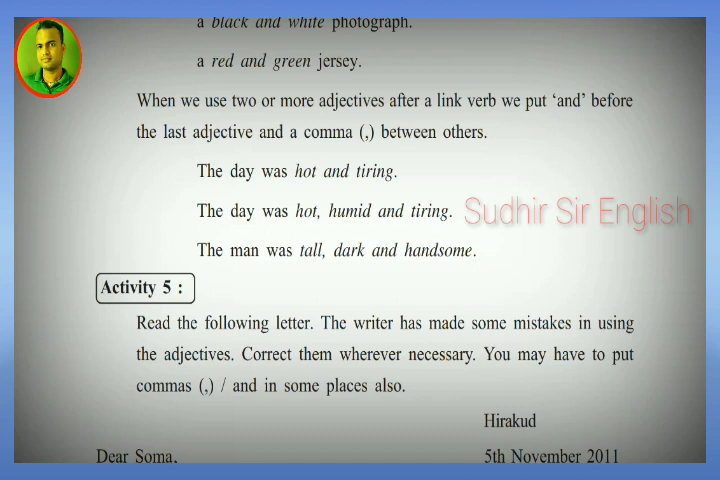 a black and white photograph.
a red and green jersey.
When we use two or more adjectives after a link verb we put ‘and’ before
the last adjective and a comma (,) between others.
The day was hot and tiring.
The day was hot, humid and tiring.
Sudhir Sir English
The man was tall, dark and handsome.
Activity 5 :
Read the following letter. The writer has made some mistakes in using
the adjectives. Correct them wherever necessary. You may have to put
commas (,) / and in some places also.
Hirakud
Dear Soma,
5th November 2011